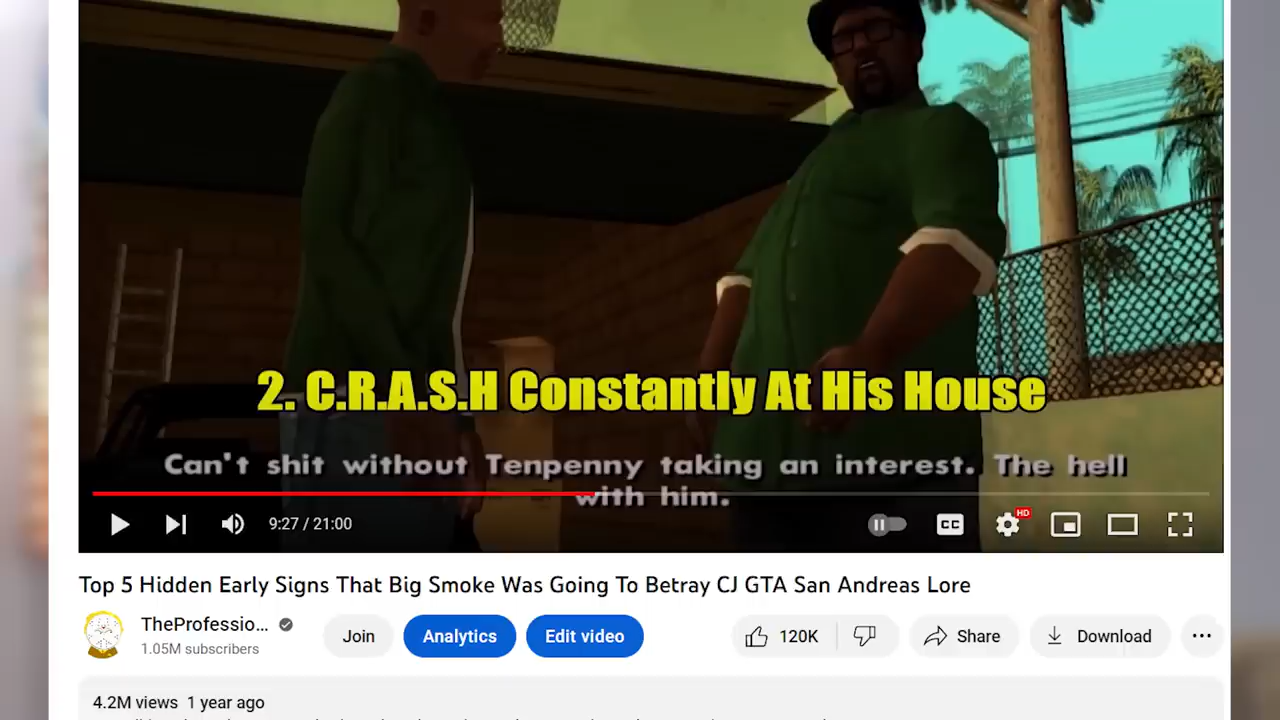 2. C.R.A.S.H Constantly At His House
Can't shit without Tenpenny taking an interest. The hell
with him.
9:27 / 21:00
CC
HD
Top 5 Hidden Early Signs That Big Smoke Was Going To Betray CJ GTA San Andreas Lore
TheProfessio...
1.05M subscribers
Join
Analytics
Edit video
120K
Share
Download
4.2M views 1 year ago